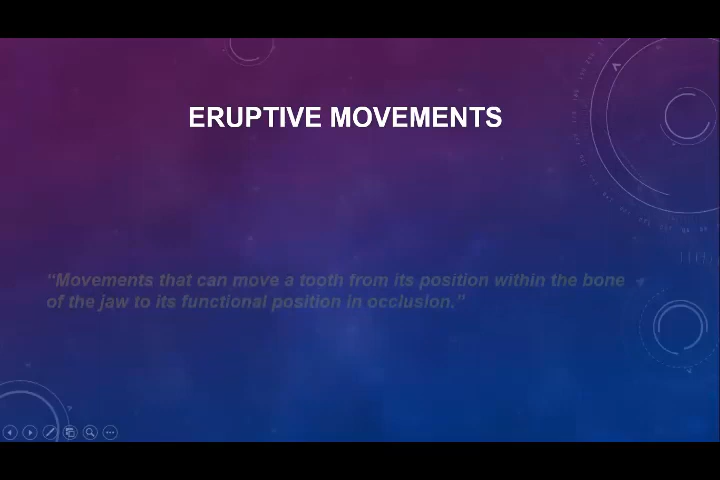 ERUPTIVE MOVEMENTS
“Movements that can move a tooth from its position within the bone
of the jaw to its functional position in occlusion.”